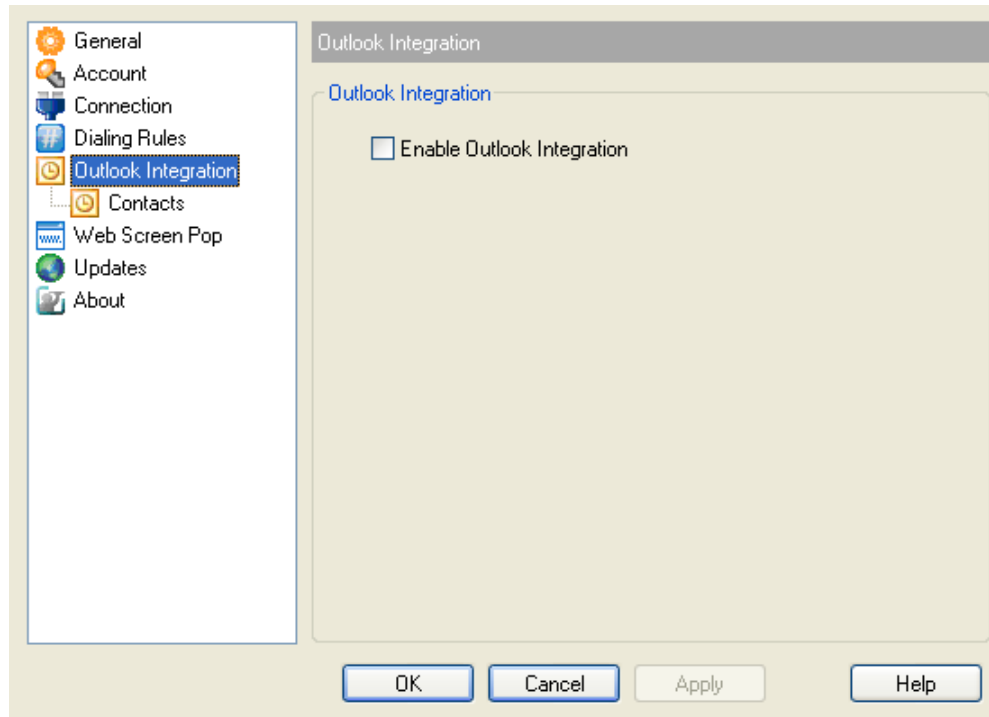 General
Account
Connection
Dialing Rules
Outlook Integration
Contacts
Web Screen Pop
Updates
About
Outlook Integration
Outlook Integration
Enable Outlook Integration
OK
Cancel
Apply
Help